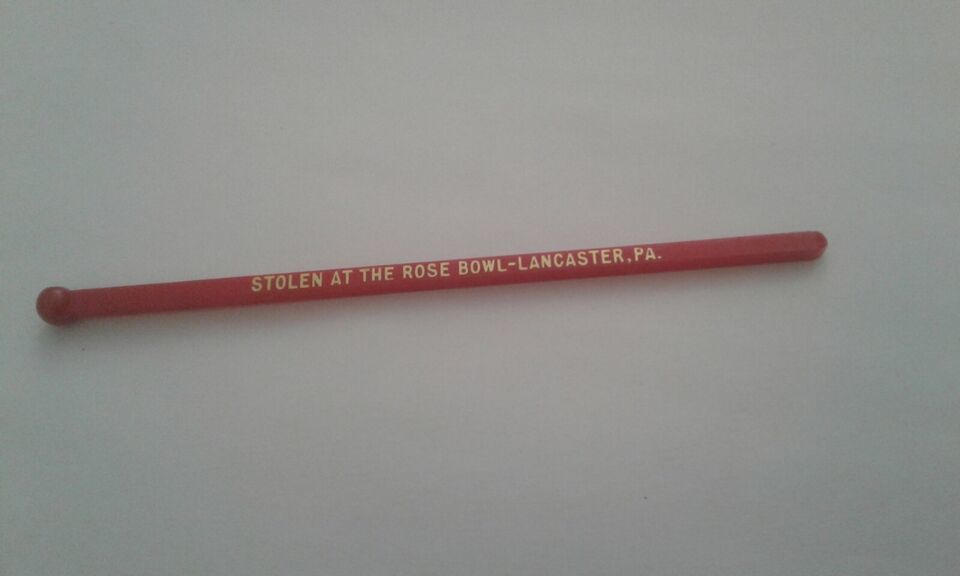 STOLEN AT THE ROSE BOWL-LANCASTER, PA.